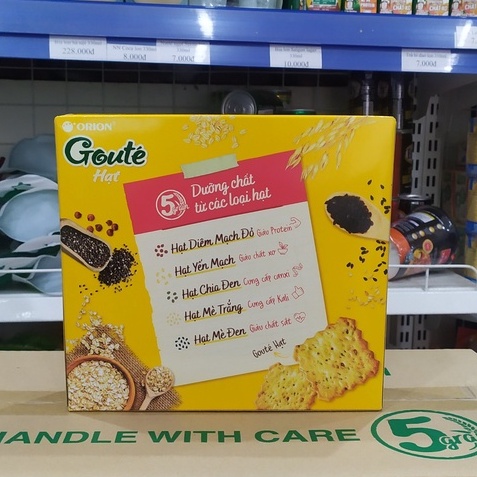 228.000đ
8.000đ
7.000đ
10.000đ
7.000đ
ORION
Gouté
Hạt
5 grains
Dưỡng chất
từ các loại hạt
Hạt Diêm Mạch Đỏ Giàu Protein
Hạt Yến Mạch Giàu chất xơ
Hạt Chia Đen Cung cấp canxi
Hạt Mè Trắng Cung cấp Kali
Hạt Mè Đen Giàu chất sắt
Gouté Hạt
HANDLE WITH CARE
5 grai